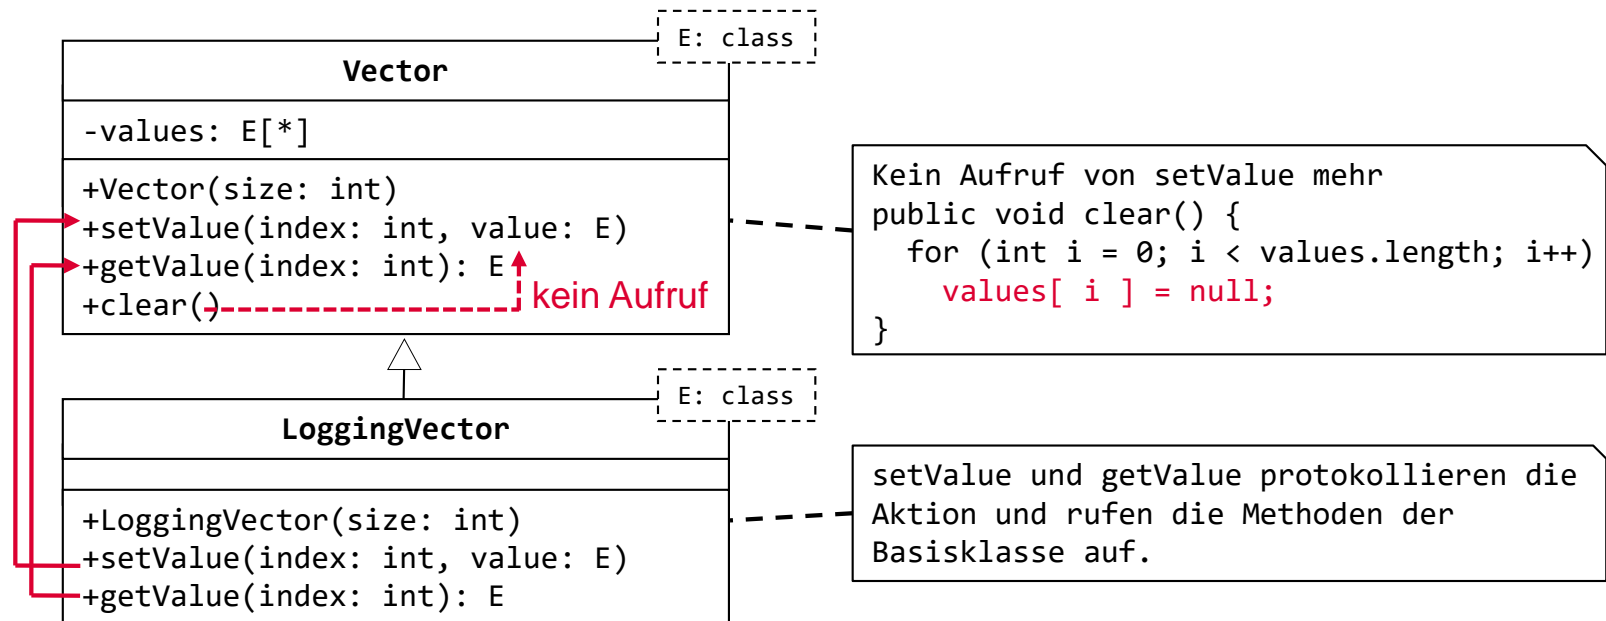 E: class
Vector
-values: E[*]
+Vector(size: int)
+setValue(index: int, value: E)
+getValue(index: int): E
+clear()
kein Aufruf
Kein Aufruf von setValue mehr
public void clear() {
for (int i = 0; i < values.length; i++)
values[ i ] = null;
}
E: class
LoggingVector
+LoggingVector(size: int)
+setValue(index: int, value: E)
+getValue(index: int): E
setValue und getValue protokollieren die
Aktion und rufen die Methoden der
Basisklasse auf.